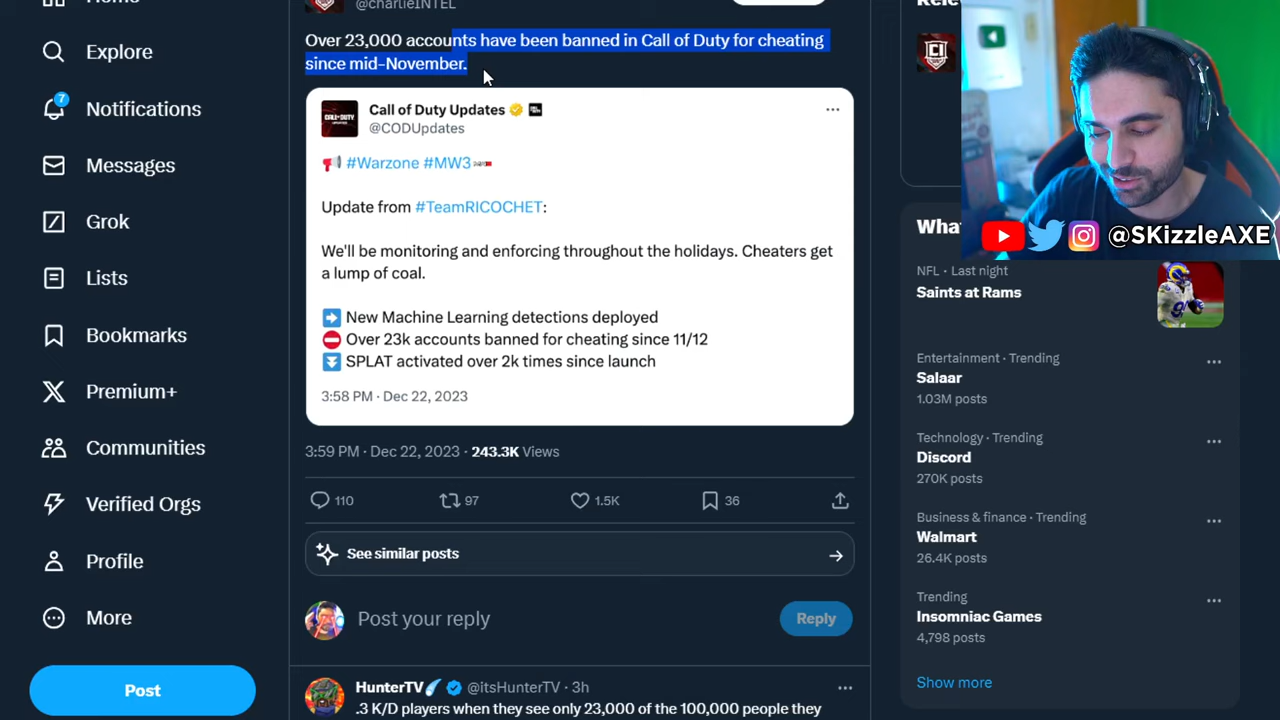 Home
Explore
7
Notifications
Messages
Grok
Lists
Bookmarks
Premium+
Communities
Verified Orgs
Profile
More
Post
@charlieINTEL
Over 23,000 accounts have been banned in Call of Duty for cheating
since mid-November.
CALL OF DUTY
Call of Duty Updates
@CODUpdates
#Warzone #MW3
Update from #TeamRICOCHET:
We'll be monitoring and enforcing throughout the holidays. Cheaters get
a lump of coal.
New Machine Learning detections deployed
Over 23k accounts banned for cheating since 11/12
SPLAT activated over 2k times since launch
3:58 PM · Dec 22, 2023
3:59 PM · Dec 22, 2023 · 243.3K Views
110
97
1.5K
36
See similar posts
Post your reply
Reply
HunterTV @itsHunterTV · 3h
.3 K/D players when they see only 23,000 of the 100,000 people they
CI
@SKizzleAXE
Wha
NFL · Last night
Saints at Rams
Entertainment · Trending
Salaar
1.03M posts
Technology · Trending
Discord
270K posts
Business & finance · Trending
Walmart
26.4K posts
Trending
Insomniac Games
4,798 posts
Show more